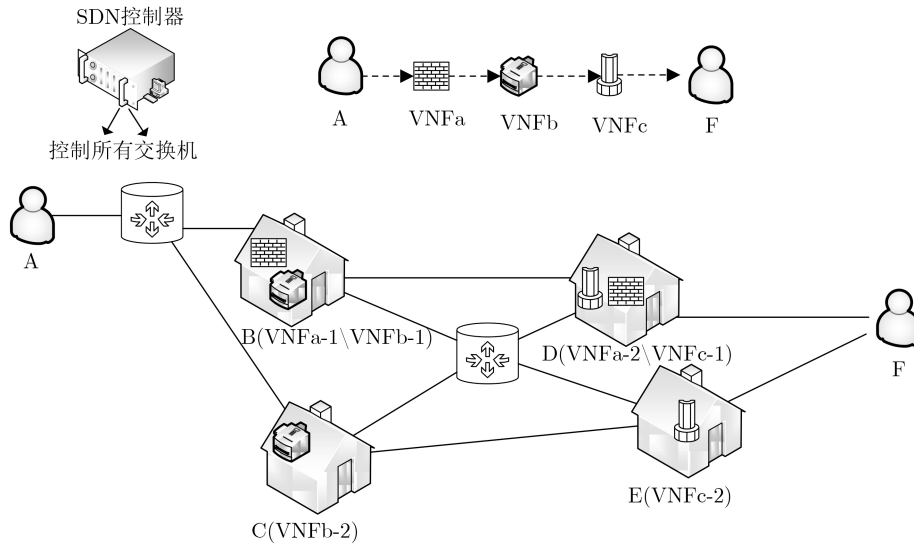 SDN控制器
控制所有交换机
A
VNFa
VNFb
VNFc
F
A
B(VNFa-1\VNFb-1)
D(VNFa-2\VNFc-1)
F
C(VNFb-2)
E(VNFc-2)